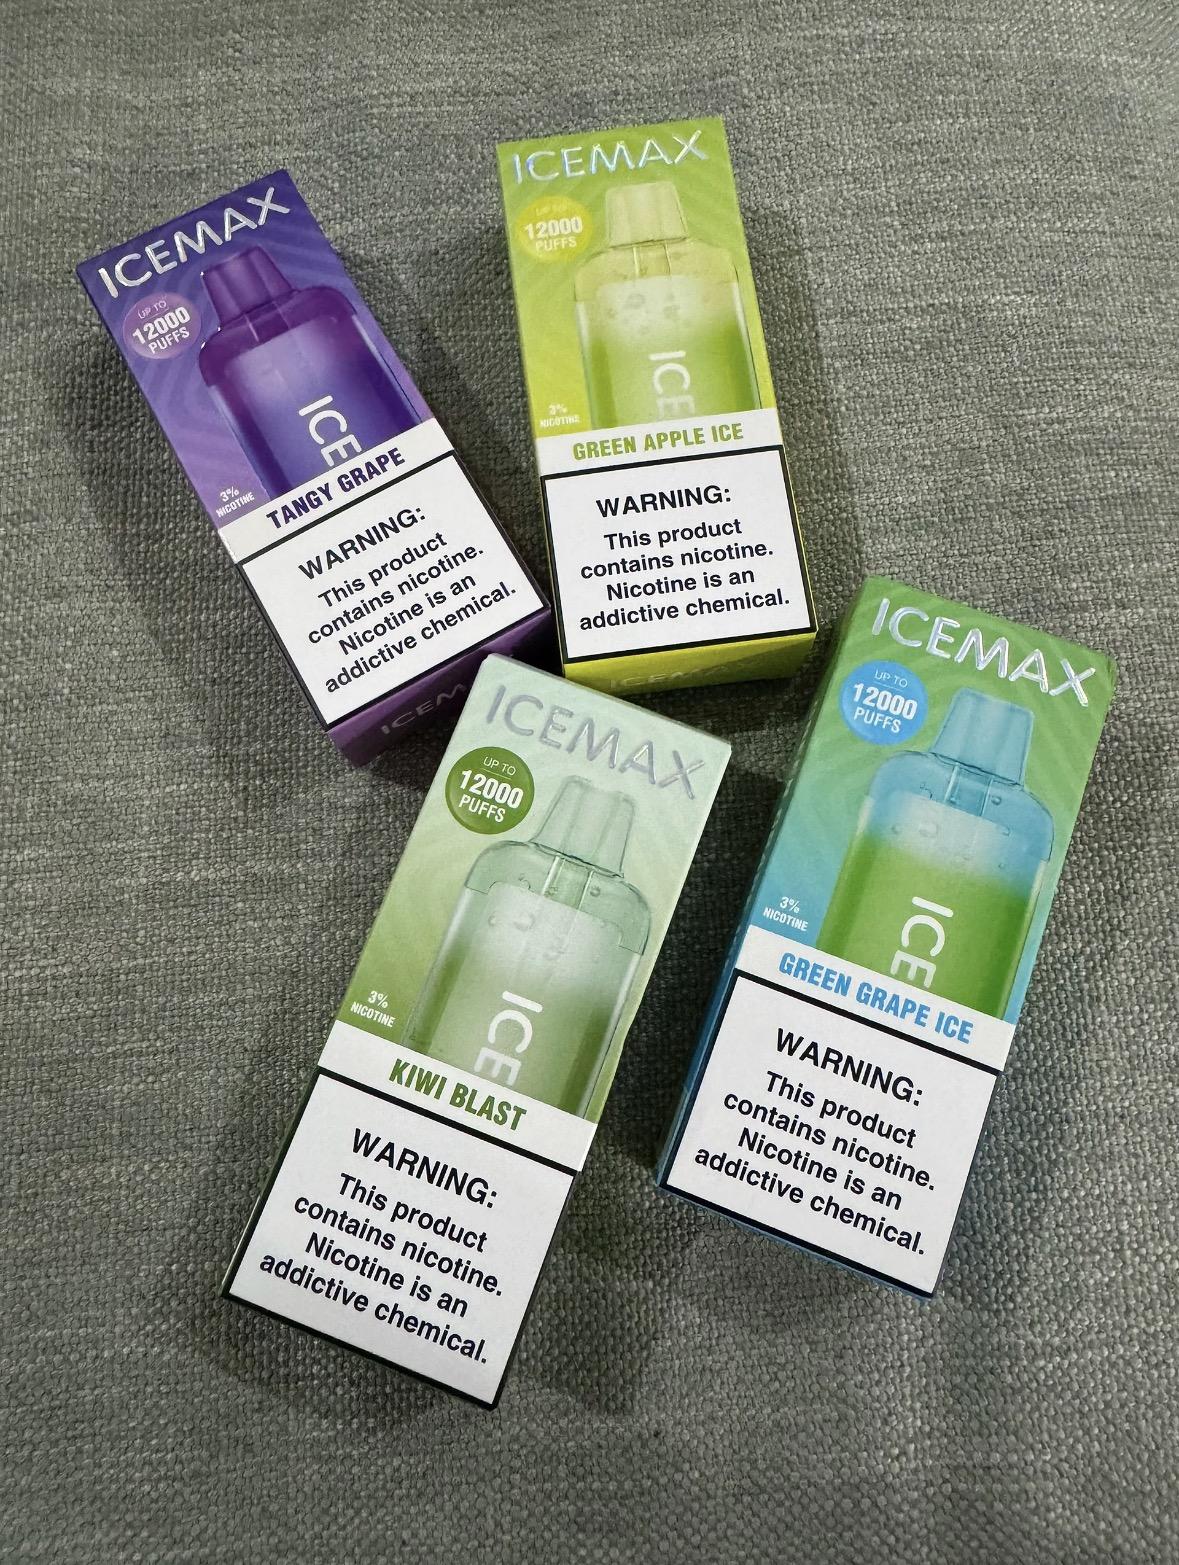 ICEMAX
UP TO
12000
PUFFS
ICE
3%
NICOTINE
TANGY GRAPE
WARNING:
This product
contains nicotine.
Nicotine is an
addictive chemical.
ICEMAX
UP TO
12000
PUFFS
ICE
3%
NICOTINE
GREEN APPLE ICE
WARNING:
This product
contains nicotine.
Nicotine is an
addictive chemical.
ICEMAX
UP TO
12000
PUFFS
ICE
3%
NICOTINE
KIWI BLAST
WARNING:
This product
contains nicotine.
Nicotine is an
addictive chemical.
ICEMAX
UP TO
12000
PUFFS
ICE
3%
NICOTINE
GREEN GRAPE ICE
WARNING:
This product
contains nicotine.
Nicotine is an
addictive chemical.